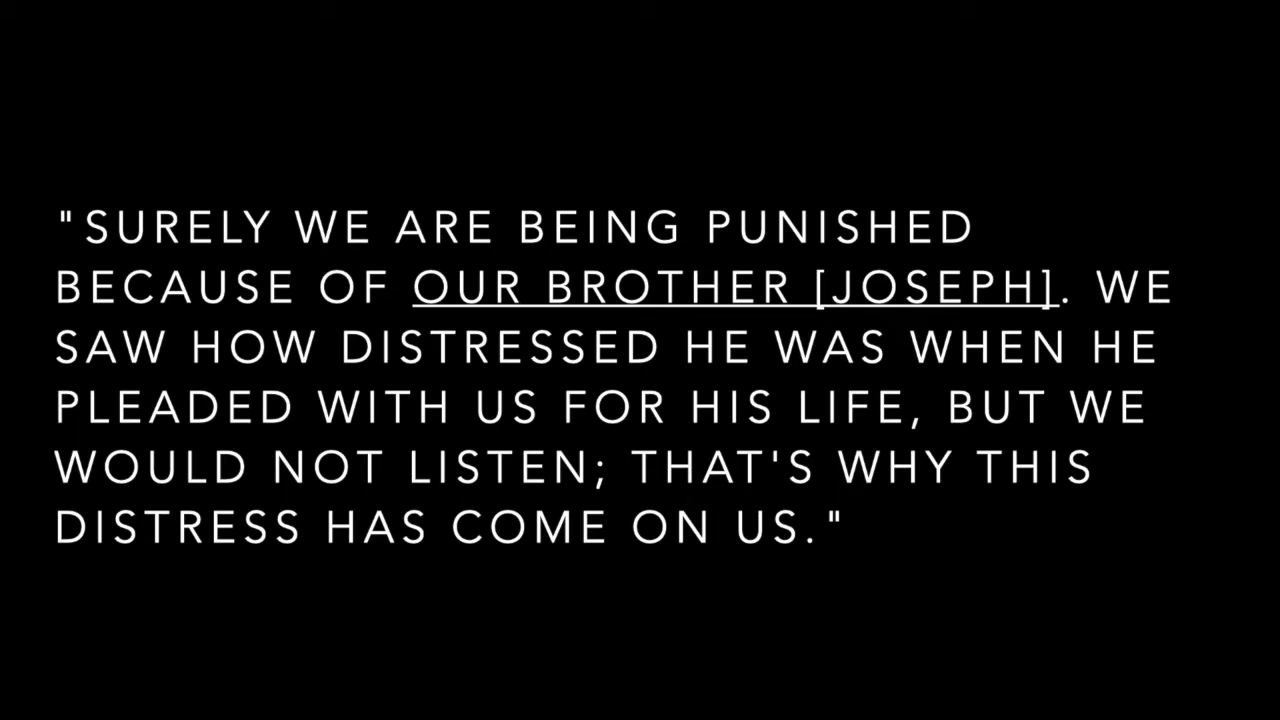 "SURELY WE ARE BEING PUNISHED
BECAUSE OF OUR BROTHER [JOSEPH]. WE
SAW HOW DISTRESSED HE WAS WHEN HE
PLEADED WITH US FOR HIS LIFE, BUT WE
WOULD NOT LISTEN; THAT'S WHY THIS
DISTRESS HAS COME ON US."